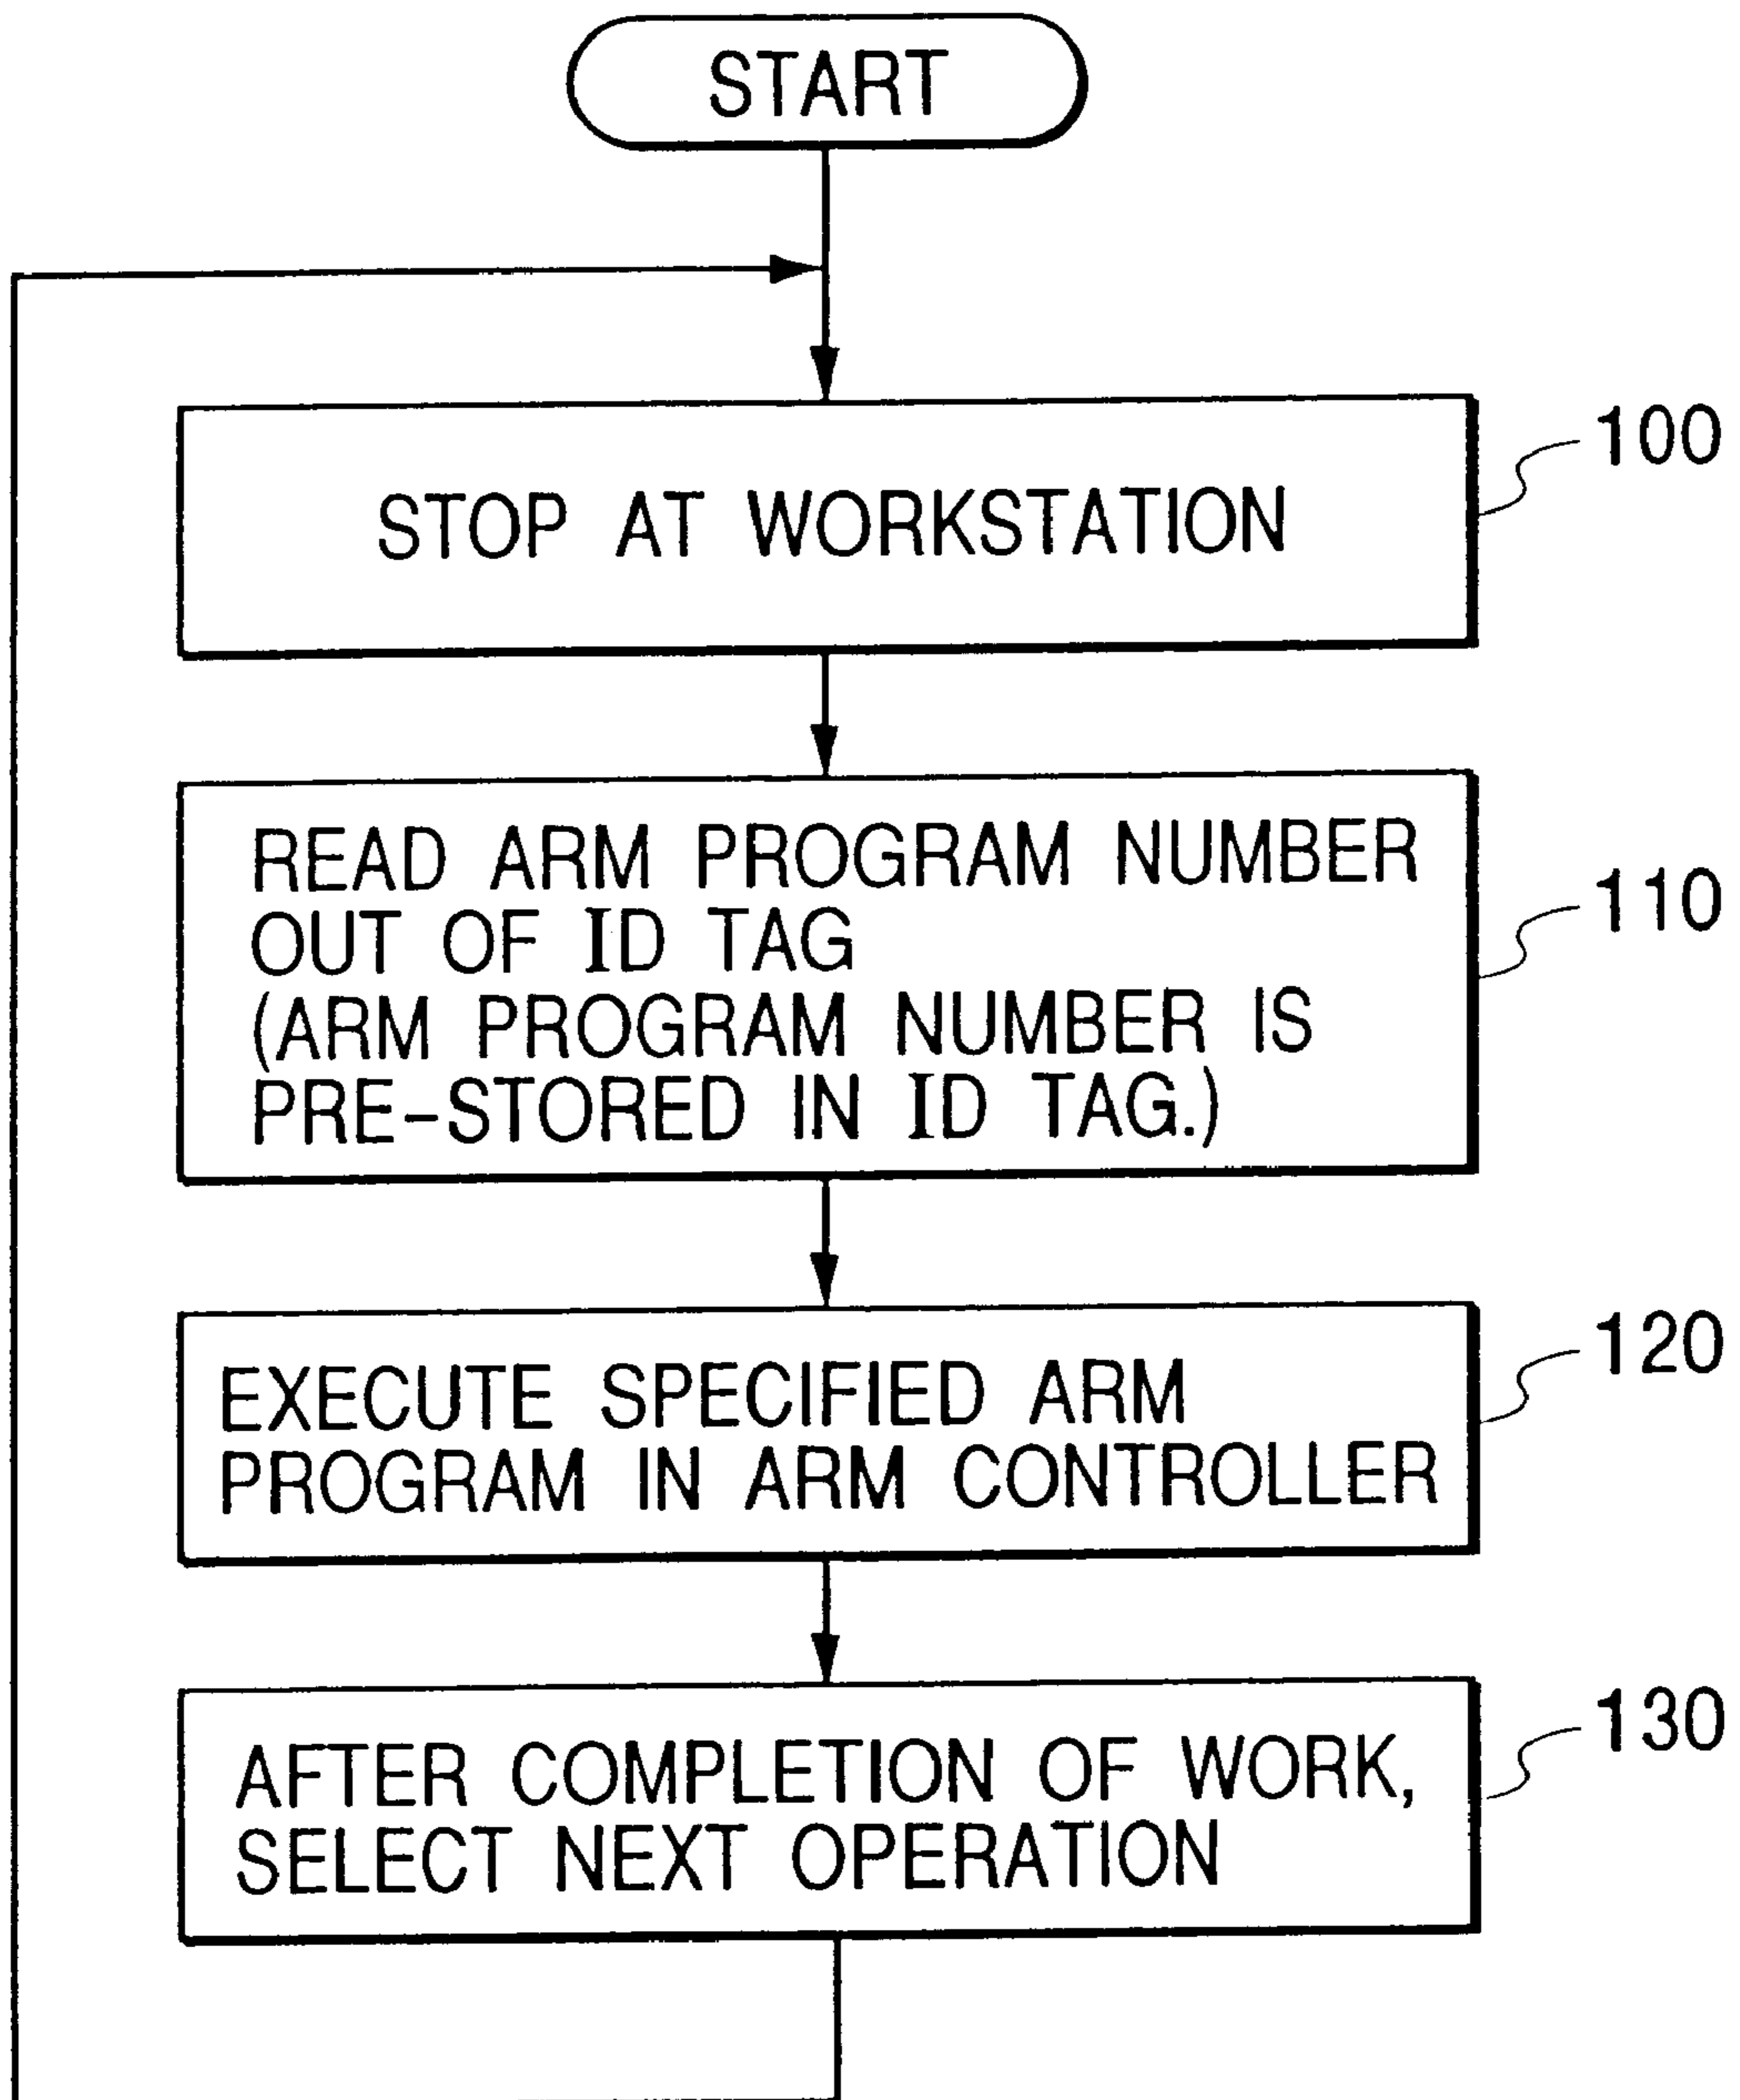 START
100
STOP AT WORKSTATION
READ ARM PROGRAM NUMBER
110
OUT OF ID TAG
(ARM PROGRAM NUMBER IS
PRE-STORED IN ID TAG.)
120
EXECUTE SPECIFIED ARM
PROGRAM IN ARM CONTROLLER
130
AFTER COMPLETION OF WORK,
SELECT NEXT OPERATION